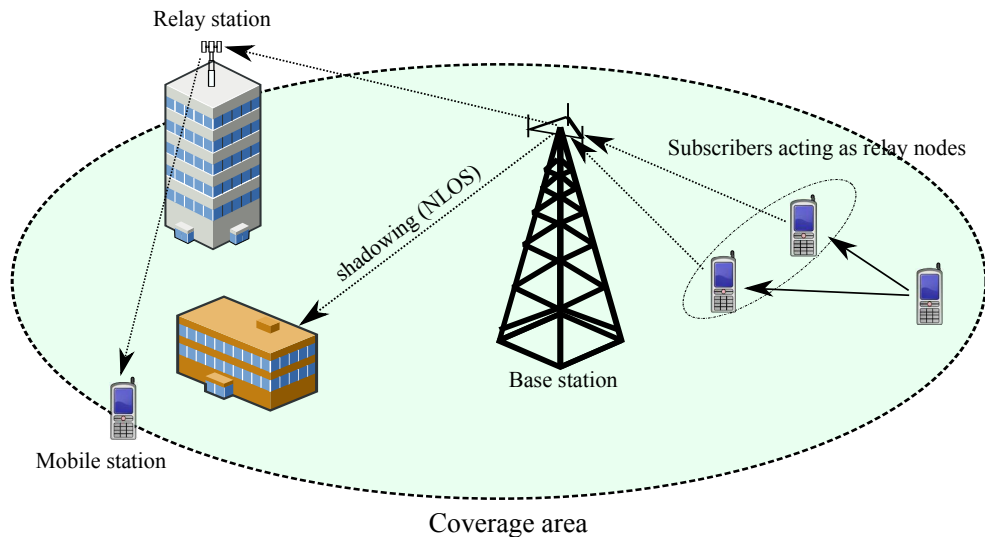 Relay station
Subscribers acting as relay nodes
shadowing (NLOS)
Base station
Mobile station
Coverage area